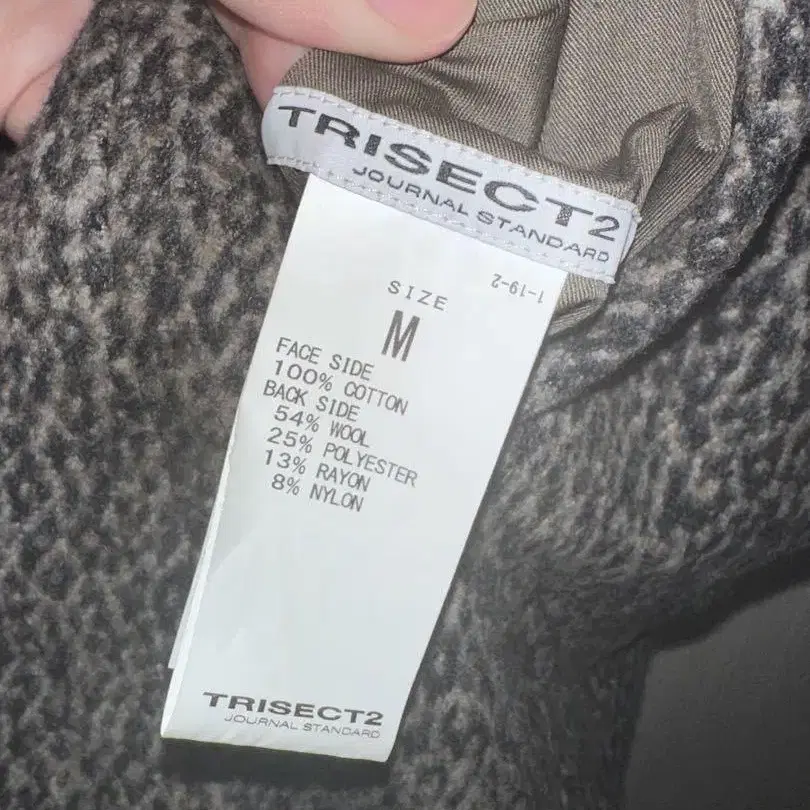 TRISECT2
JOURNAL STANDARD
1-19-2
SIZE
M
FACE SIDE
100% COTTON
BACK SIDE
54% WOOL
25% POLYESTER
13% RAYON
8% NYLON
TRISECT2
JOURNAL STANDARD